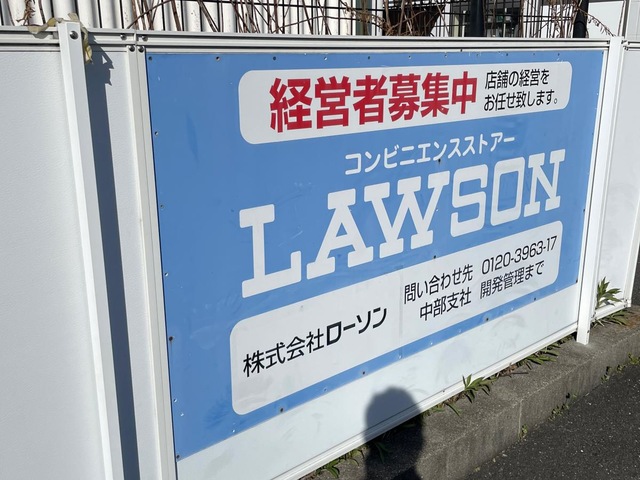 経営者募集中
店舗の経営を
お任せ致します。
コンビニエンスストアー
LAWSON
株式会社ローソン
問い合わせ先 0120-3963-17
中部支社 開発管理まで